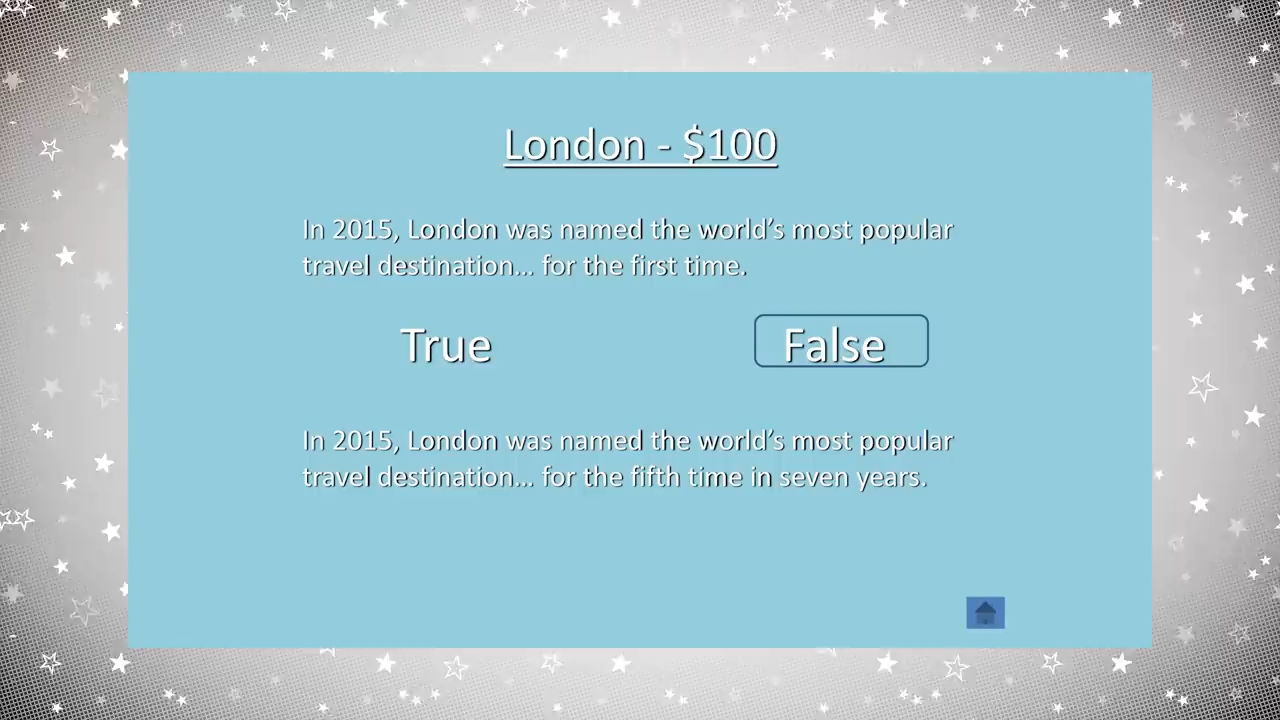 London - $100
In 2015, London was named the world’s most popular
travel destination... for the first time.
True
False
In 2015, London was named the world’s most popular
travel destination... for the fifth time in seven years.